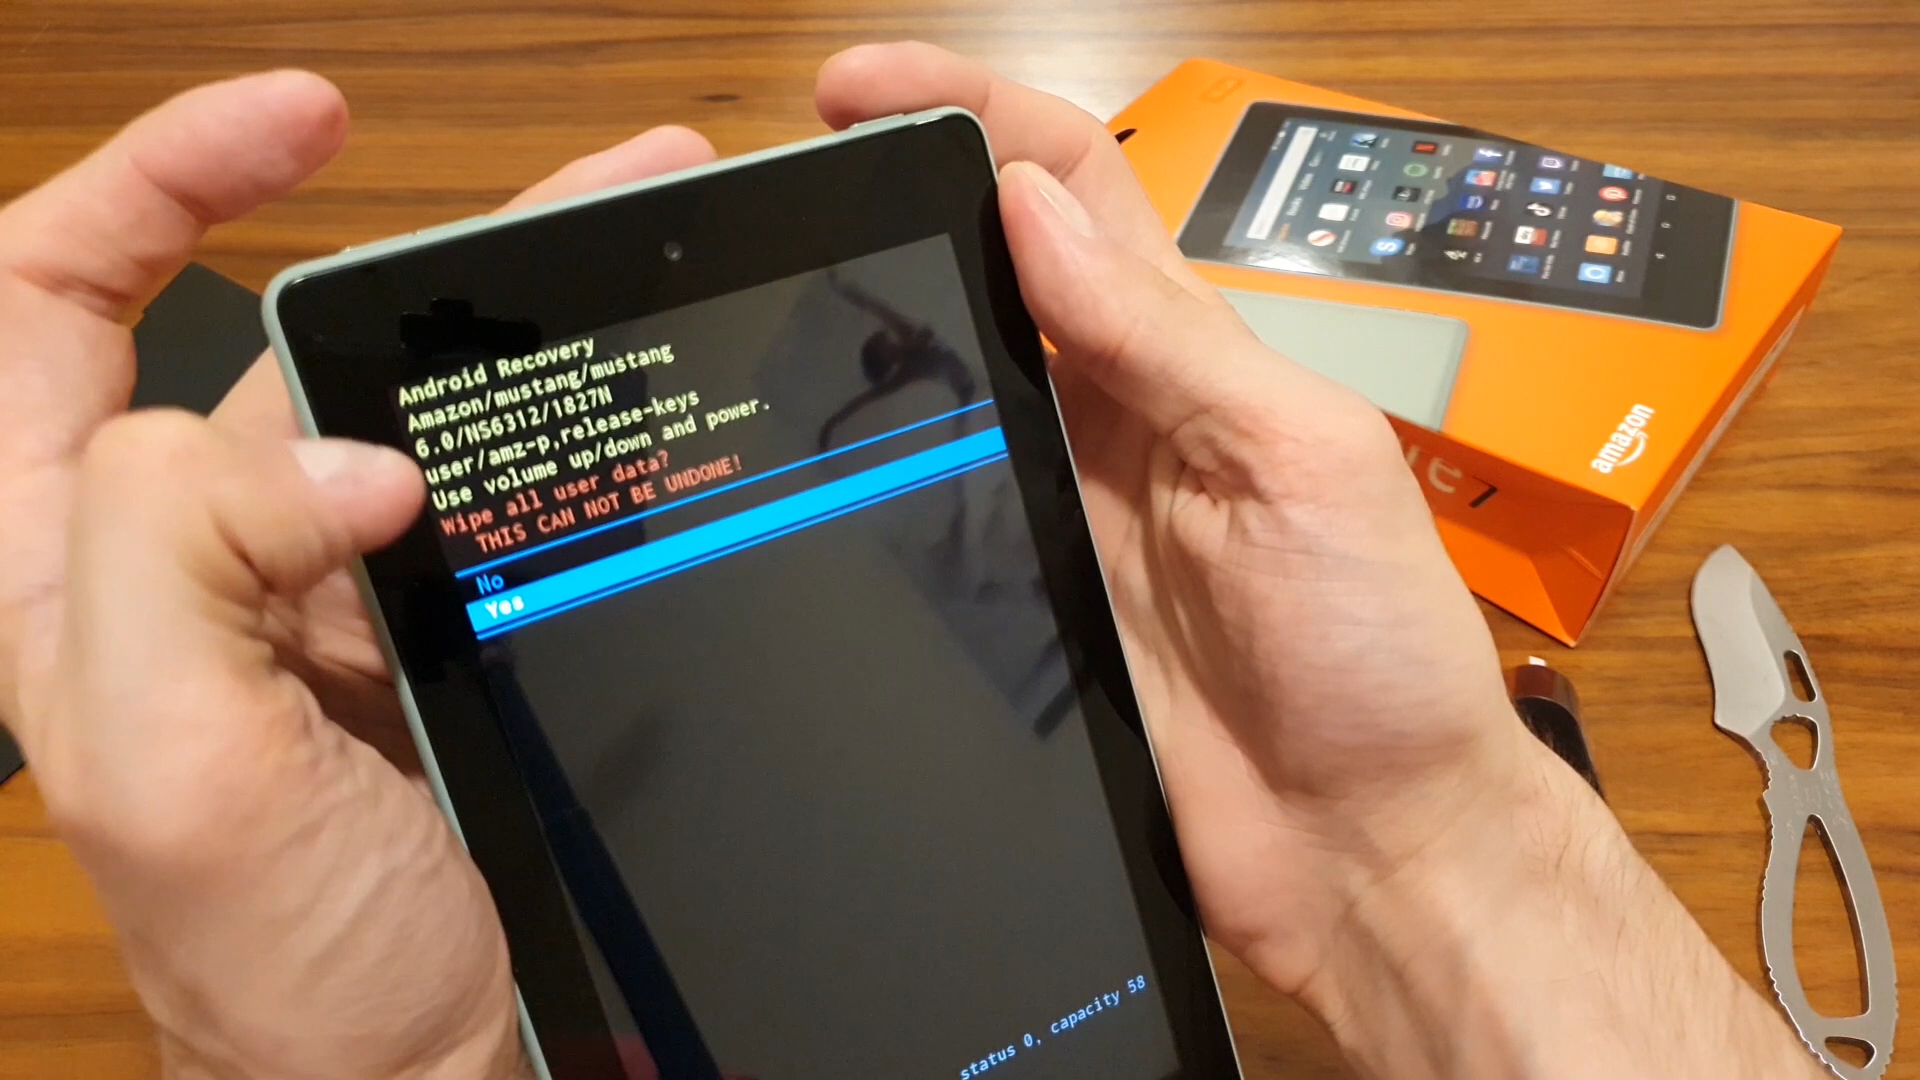 Android Recovery
Amazon/mustang/mustang
6.0/NS6312/1827N
user/amz-p,release-keys
Use volume up/down and power.
Wipe all user data?
THIS CAN NOT BE UNDONE!
No
Yes
status 0, capacity 58
amazon